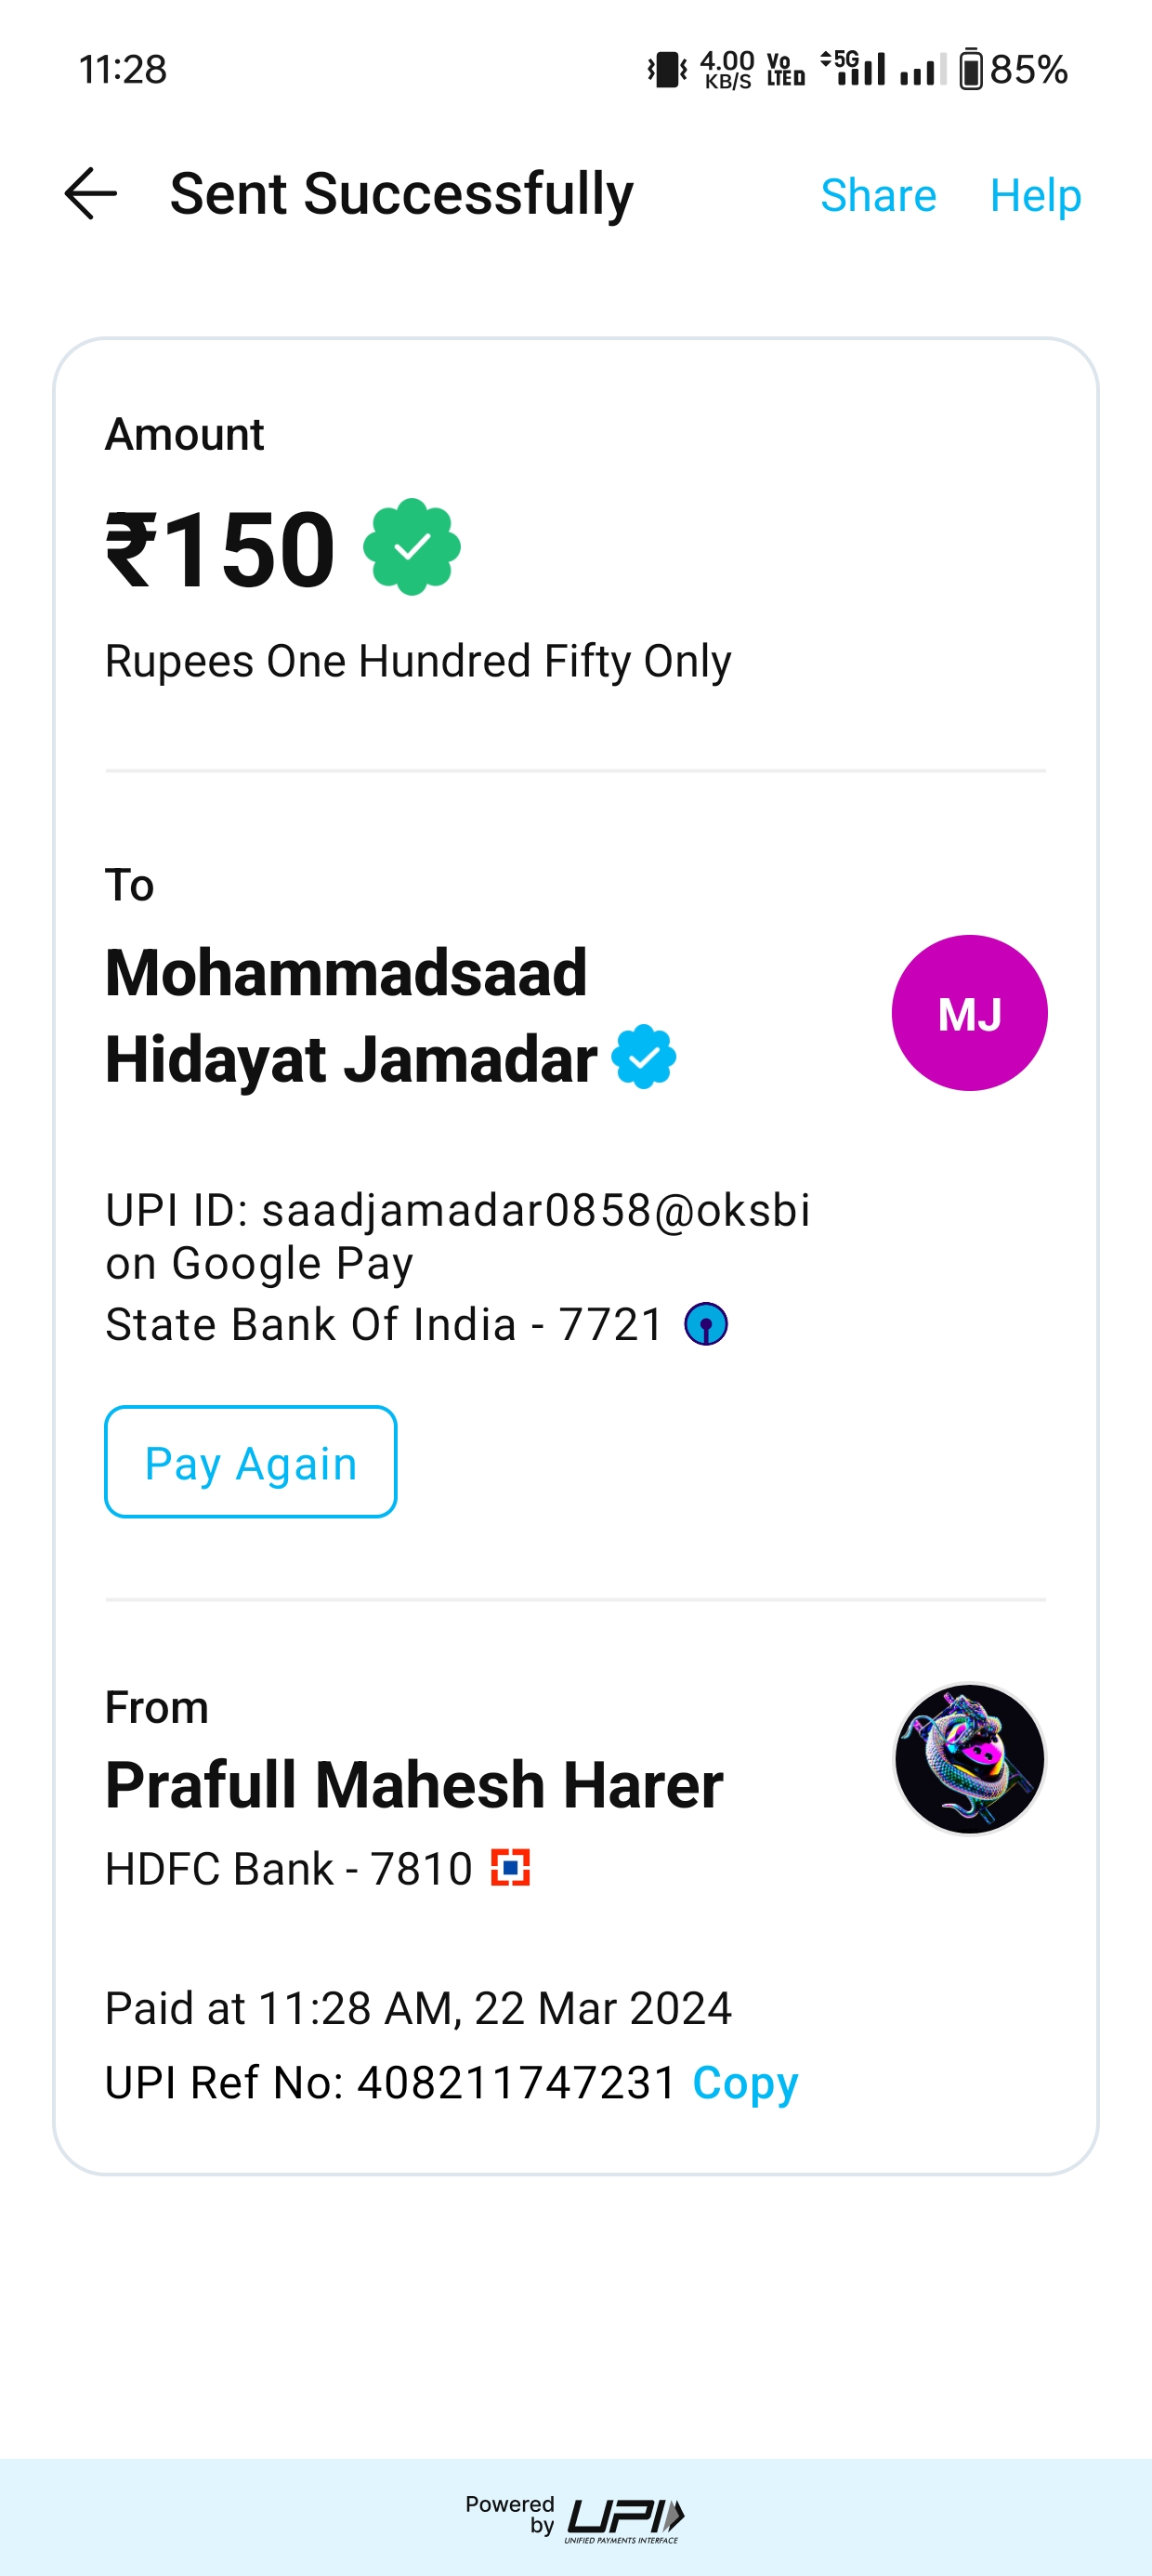 11:28
4.00 KB/S VoLTED 5G 85%
Sent Successfully Share Help
Amount
₹150
Rupees One Hundred Fifty Only
To
Mohammadsaad
Hidayat Jamadar
MJ
UPI ID: saadjamadar0858@oksbi
on Google Pay
State Bank Of India - 7721
Pay Again
From
Prafull Mahesh Harer
HDFC Bank - 7810
Paid at 11:28 AM, 22 Mar 2024
UPI Ref No: 408211747231 Copy
Powered
by UPI
UNIFIED PAYMENTS INTERFACE